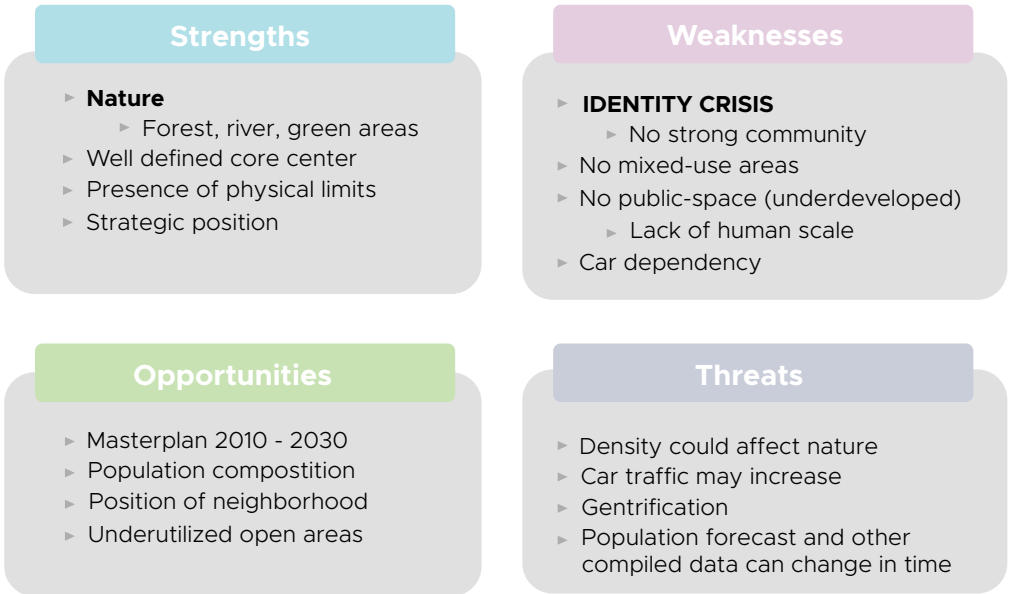 Strengths
Nature
Forest, river, green areas
Well defined core center
Presence of physical limits
Strategic position
Weaknesses
IDENTITY CRISIS
No strong community
No mixed-use areas
No public-space (underdeveloped)
Lack of human scale
Car dependency
Opportunities
Masterplan 2010 - 2030
Population compostition
Position of neighborhood
Underutilized open areas
Threats
Density could affect nature
Car traffic may increase
Gentrification
Population forecast and other
compiled data can change in time